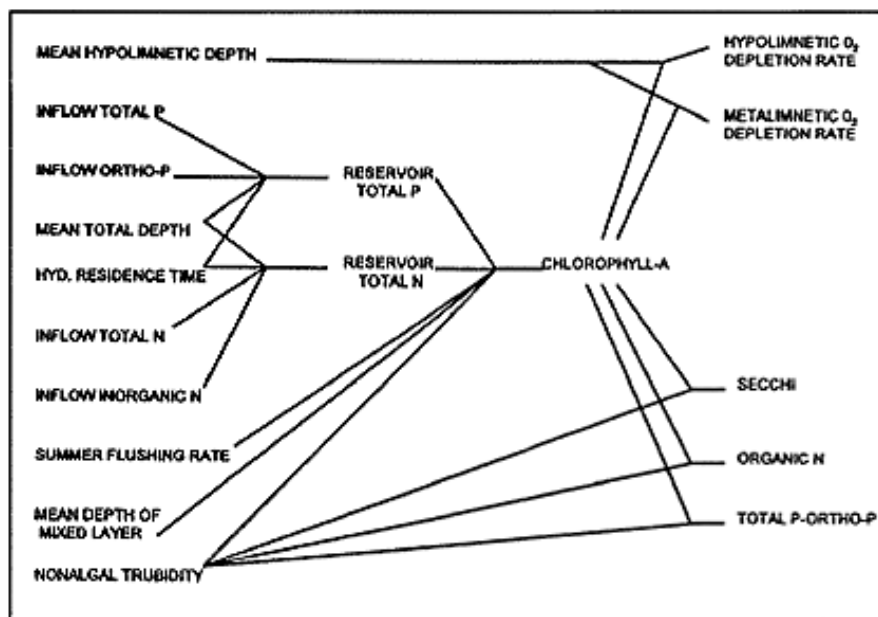 MEAN HYPOLIMNETIC DEPTH
INFLOW TOTAL P
INFLOW ORTHO-P
MEAN TOTAL DEPTH
HYD. RESIDENCE TIME
INFLOW TOTAL N
INFLOW INORGANIC N
SUMMER FLUSHING RATE
MEAN DEPTH OF
MIXED LAYER
NONALGAL TRUBIDITY
RESERVOIR
TOTAL P
RESERVOIR
TOTAL N
CHLOROPHYLL-A
HYPOLIMNETIC O₂
DEPLETION RATE
METALIMNETIC O₂
DEPLETION RATE
SECCHI
ORGANIC N
TOTAL P-ORTHO-P